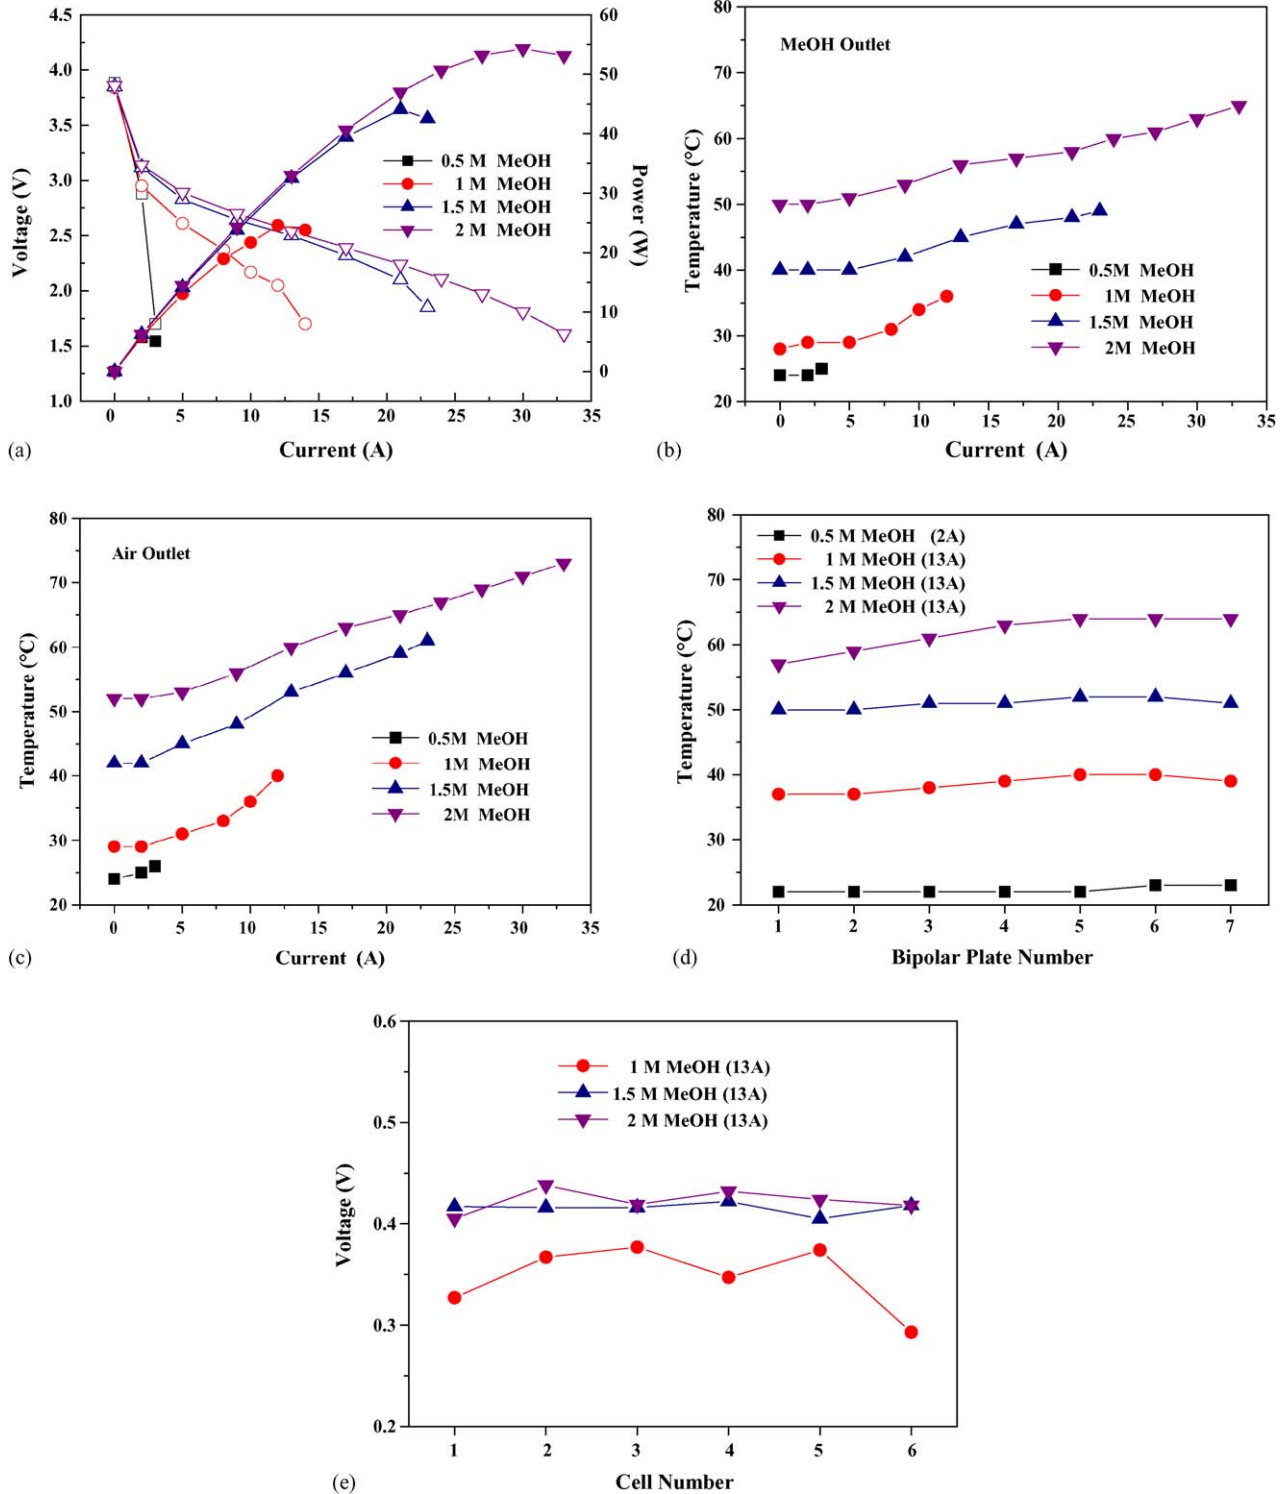 4.5
4.0
3.5
3.0
2.5
2.0
1.5
1.0
Voltage (V)
60
50
40
30
20
10
0
Power (W)
0.5 M MeOH
1 M MeOH
1.5 M MeOH
2 M MeOH
0 5 10 15 20 25 30 35
Current (A)
(a)
80
70
60
50
40
30
20
Temperature (°C)
MeOH Outlet
0.5M MeOH
1M MeOH
1.5M MeOH
2M MeOH
0 5 10 15 20 25 30 35
Current (A)
(b)
80
70
60
50
40
30
20
Temperature (°C)
Air Outlet
0.5M MeOH
1M MeOH
1.5M MeOH
2M MeOH
0 5 10 15 20 25 30 35
Current (A)
(c)
80
70
60
50
40
30
20
Temperature (°C)
0.5 M MeOH (2A)
1 M MeOH (13A)
1.5 M MeOH (13A)
2 M MeOH (13A)
1 2 3 4 5 6 7
Bipolar Plate Number
(d)
0.6
0.5
0.4
0.3
0.2
Voltage (V)
1 M MeOH (13A)
1.5 M MeOH (13A)
2 M MeOH (13A)
1 2 3 4 5 6
Cell Number
(e)